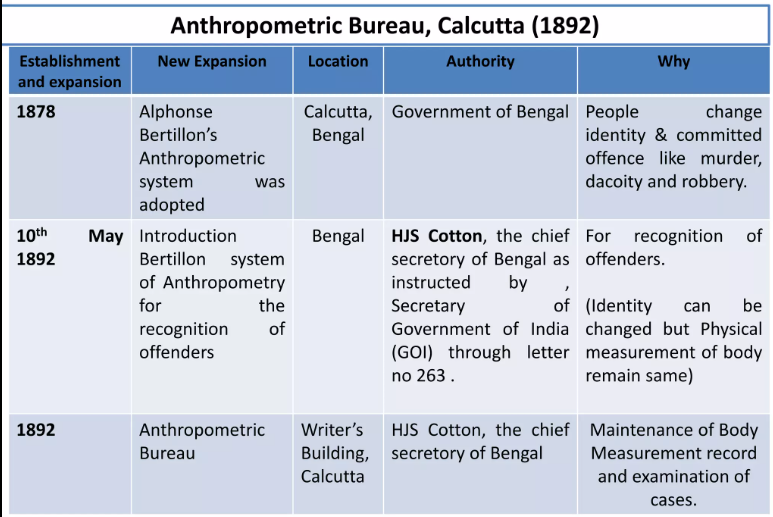 Anthropometric Bureau, Calcutta (1892)
Establishment
and expansion
New Expansion
Location
Authority
Why
1878
Alphonse
Bertillon’s
Anthropometric
system was
adopted
Calcutta,
Bengal
Government of Bengal
People change
identity & committed
offence like murder,
dacoity and robbery.
10th May
1892
Introduction
Bertillon system
of Anthropometry
for the
recognition of
offenders
Bengal
HJS Cotton, the chief
secretary of Bengal as
instructed by ,
Secretary of
Government of India
(GOI) through letter
no 263 .
For recognition of
offenders.
(Identity can be
changed but Physical
measurement of body
remain same)
1892
Anthropometric
Bureau
Writer’s
Building,
Calcutta
HJS Cotton, the chief
secretary of Bengal
Maintenance of Body
Measurement record
and examination of
cases.